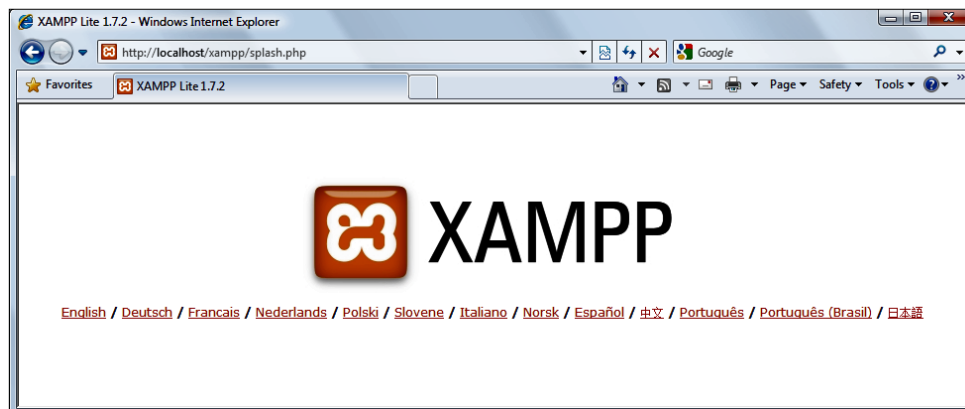 XAMPP Lite 1.7.2 - Windows Internet Explorer
http://localhost/xampp/splash.php Google
Favorites XAMPP Lite 1.7.2 Page Safety Tools
XAMPP
English / Deutsch / Francais / Nederlands / Polski / Slovene / Italiano / Norsk / Español / 中文 / Português / Português (Brasil) / 日本語